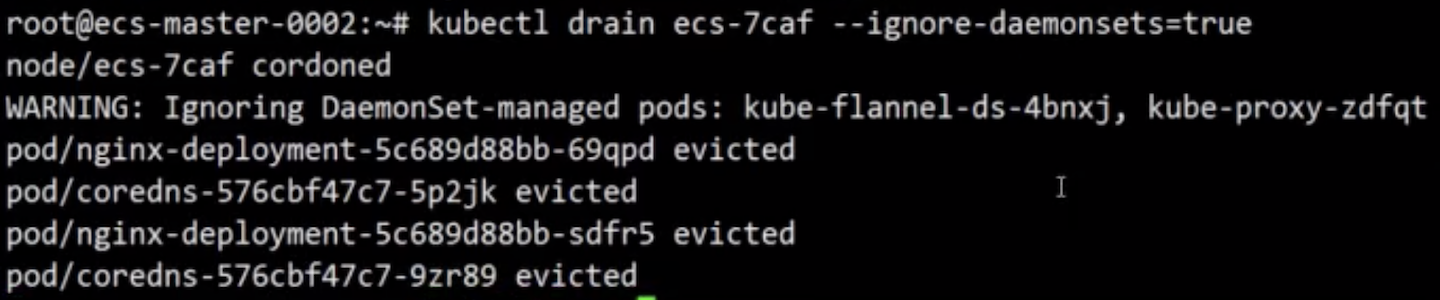 root@ecs-master-0002:~# kubectl drain ecs-7caf --ignore-daemonsets=true
node/ecs-7caf cordoned
WARNING: Ignoring DaemonSet-managed pods: kube-flannel-ds-4bnxj, kube-proxy-zdfqt
pod/nginx-deployment-5c689d88bb-69qpd evicted
pod/coredns-576cbf47c7-5p2jk evicted
pod/nginx-deployment-5c689d88bb-sdfr5 evicted
pod/coredns-576cbf47c7-9zr89 evicted